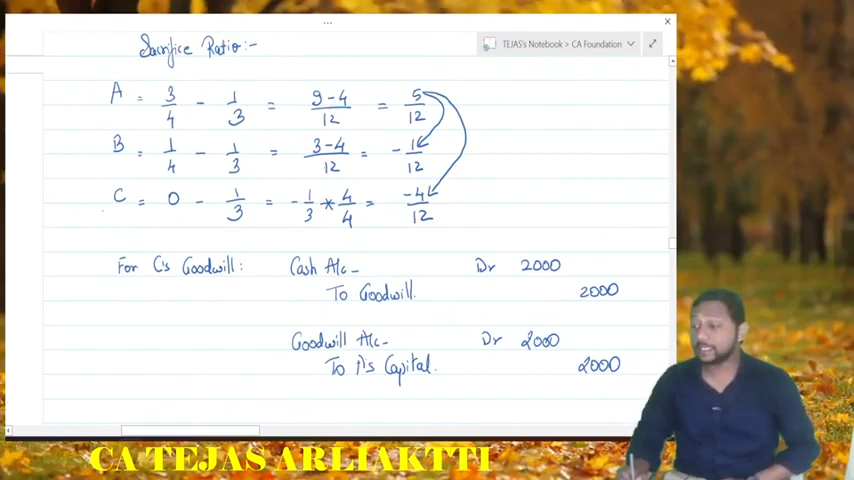 TEJAS's Notebook > CA Foundation
Sacrifice Ratio:-
A = 3/4 - 1/3 = 9-4/12 = 5/12
B = 1/4 - 1/3 = 3-4/12 = -1/12
C = 0 - 1/3 = -1/3 * 4/4 = -4/12
For C's Goodwill: Cash A/c- Dr 2000
To Goodwill. 2000
Goodwill A/c- Dr 2000
To A's Capital. 2000
CA TEJAS ARLIAKTTI